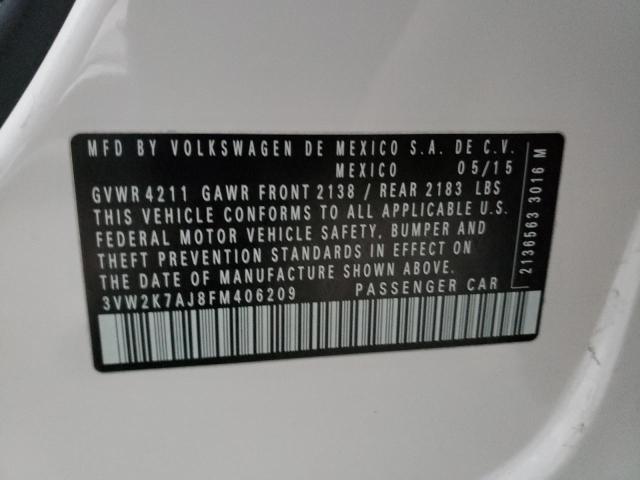 MFD BY VOLKSWAGEN DE MEXICO S.A. DE C.V.
MEXICO 05/15
GVWR 4211 GAWR FRONT 2138 / REAR 2183 LBS
THIS VEHICLE CONFORMS TO ALL APPLICABLE U.S.
FEDERAL MOTOR VEHICLE SAFETY, BUMPER AND
THEFT PREVENTION STANDARDS IN EFFECT ON
THE DATE OF MANUFACTURE SHOWN ABOVE.
3VW2K7AJ8FM406209 PASSENGER CAR
2136563 3016 M